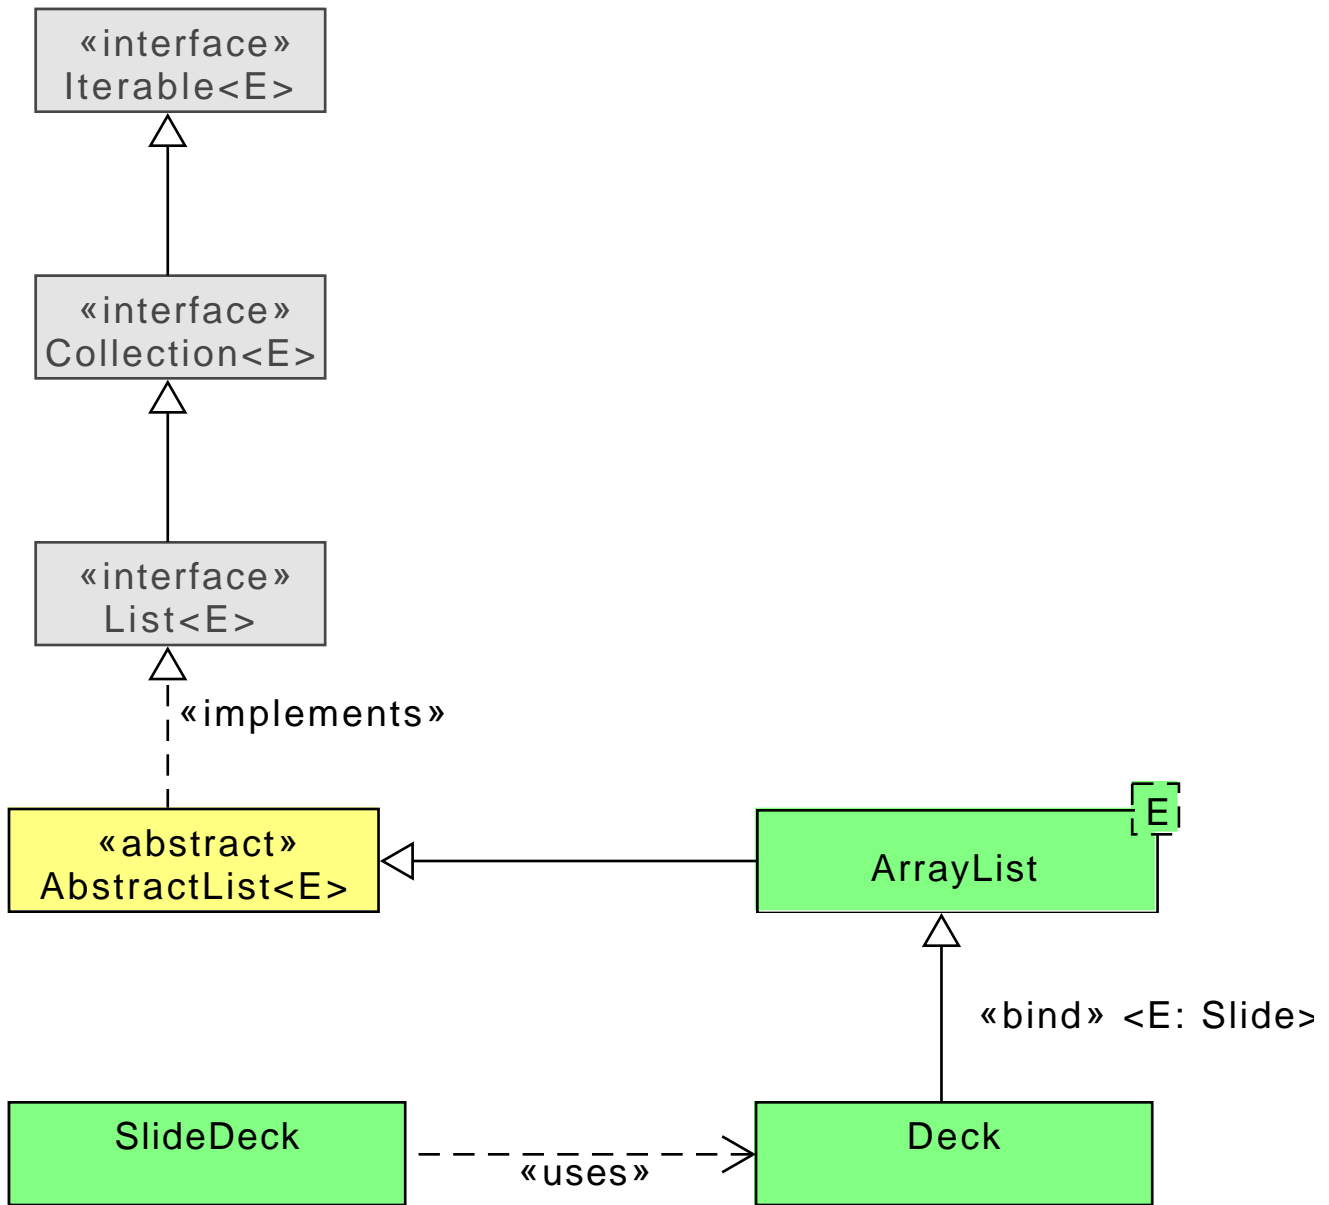 «interface»
Iterable<E>
«interface»
Collection<E>
«interface»
List<E>
«implements»
«abstract»
AbstractList<E>
E
ArrayList
«bind» <E: Slide>
SlideDeck
«uses»
Deck